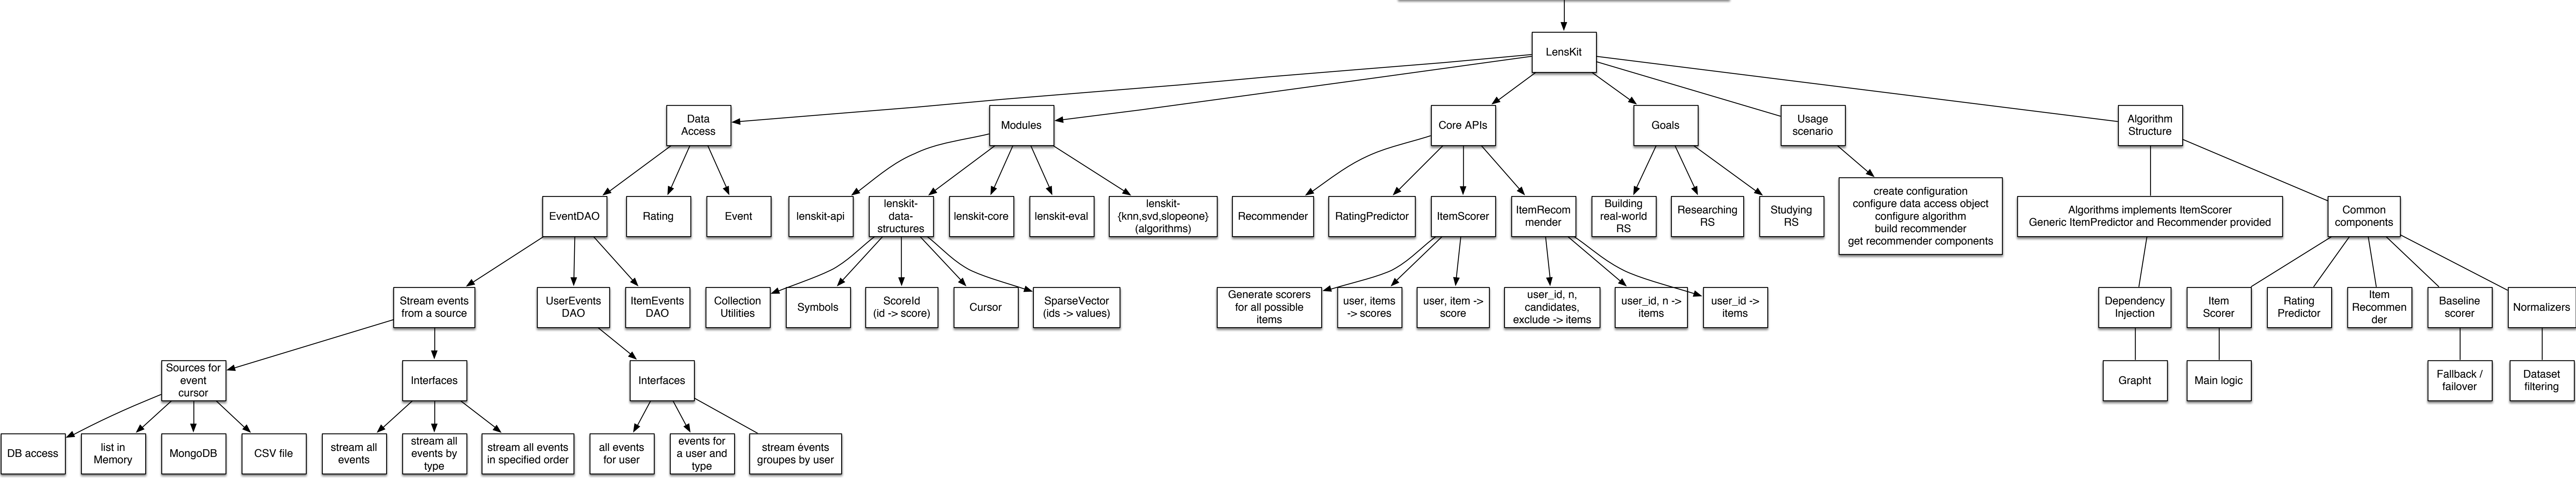 LensKit
Data
Access
Modules
Core APIs
Goals
Usage
scenario
Algorithm
Structure
EventDAO
Rating
Event
lenskit-api
lenskit-
data-
structures
lenskit-core
lenskit-eval
lenskit-
{knn,svd,slopeone}
(algorithms)
Recommender
RatingPredictor
ItemScorer
ItemRecom
mender
Building
real-world
RS
Researching
RS
Studying
RS
create configuration
configure data access object
configure algorithm
build recommender
get recommender components
Algorithms implements ItemScorer
Generic ItemPredictor and Recommender provided
Common
components
Stream events
from a source
UserEvents
DAO
ItemEvents
DAO
Collection
Utilities
Symbols
ScoreId
(id -> score)
Cursor
SparseVector
(ids -> values)
Generate scorers
for all possible
items
user, items
-> scores
user, item ->
score
user_id, n,
candidates,
exclude -> items
user_id, n ->
items
user_id ->
items
Dependency
Injection
Item
Scorer
Rating
Predictor
Item
Recommen
der
Baseline
scorer
Normalizers
Sources for
event
cursor
Interfaces
Interfaces
Grapht
Main logic
Fallback /
failover
Dataset
filtering
DB access
list in
Memory
MongoDB
CSV file
stream all
events
stream all
events by
type
stream all events
in specified order
all events
for user
events for
a user and
type
stream évents
groupes by user